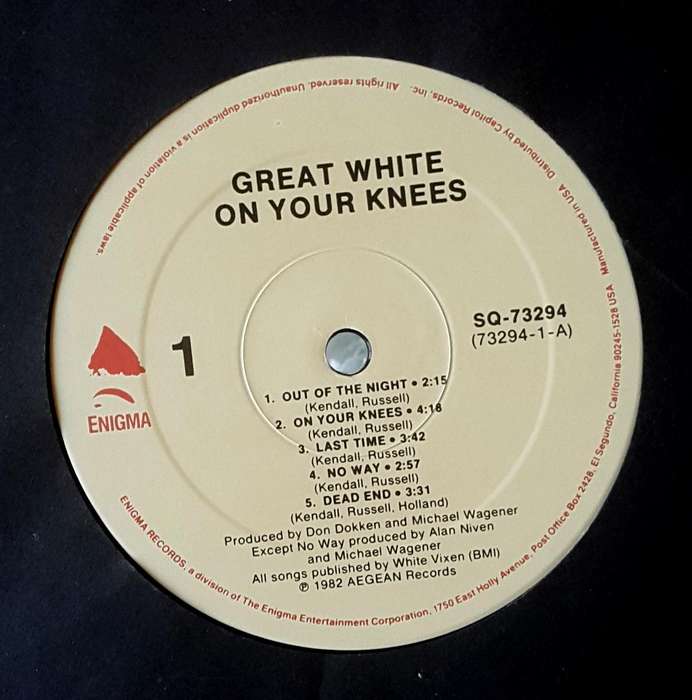 GREAT WHITE
ON YOUR KNEES
SQ-73294
(73294-1-A)
1
ENIGMA
1. OUT OF THE NIGHT • 2:15
(Kendall, Russell)
2. ON YOUR KNEES • 4:16
(Kendall, Russell)
3. LAST TIME • 3:42
(Kendall, Russell)
4. NO WAY • 2:57
(Kendall, Russell)
5. DEAD END • 3:31
(Kendall, Russell, Holland)
Produced by Don Dokken and Michael Wagener
Except No Way produced by Alan Niven
and Michael Wagener
All songs published by White Vixen (BMI)
℗ 1982 AEGEAN Records
ENIGMA RECORDS, a division of The Enigma Entertainment Corporation, 1750 East Holly Avenue, Post Office Box 2428, El Segundo, California 90245-1528 USA Manufactured in USA Distributed by Capitol Records, Inc. All rights reserved. Unauthorized duplication is a violation of applicable laws.